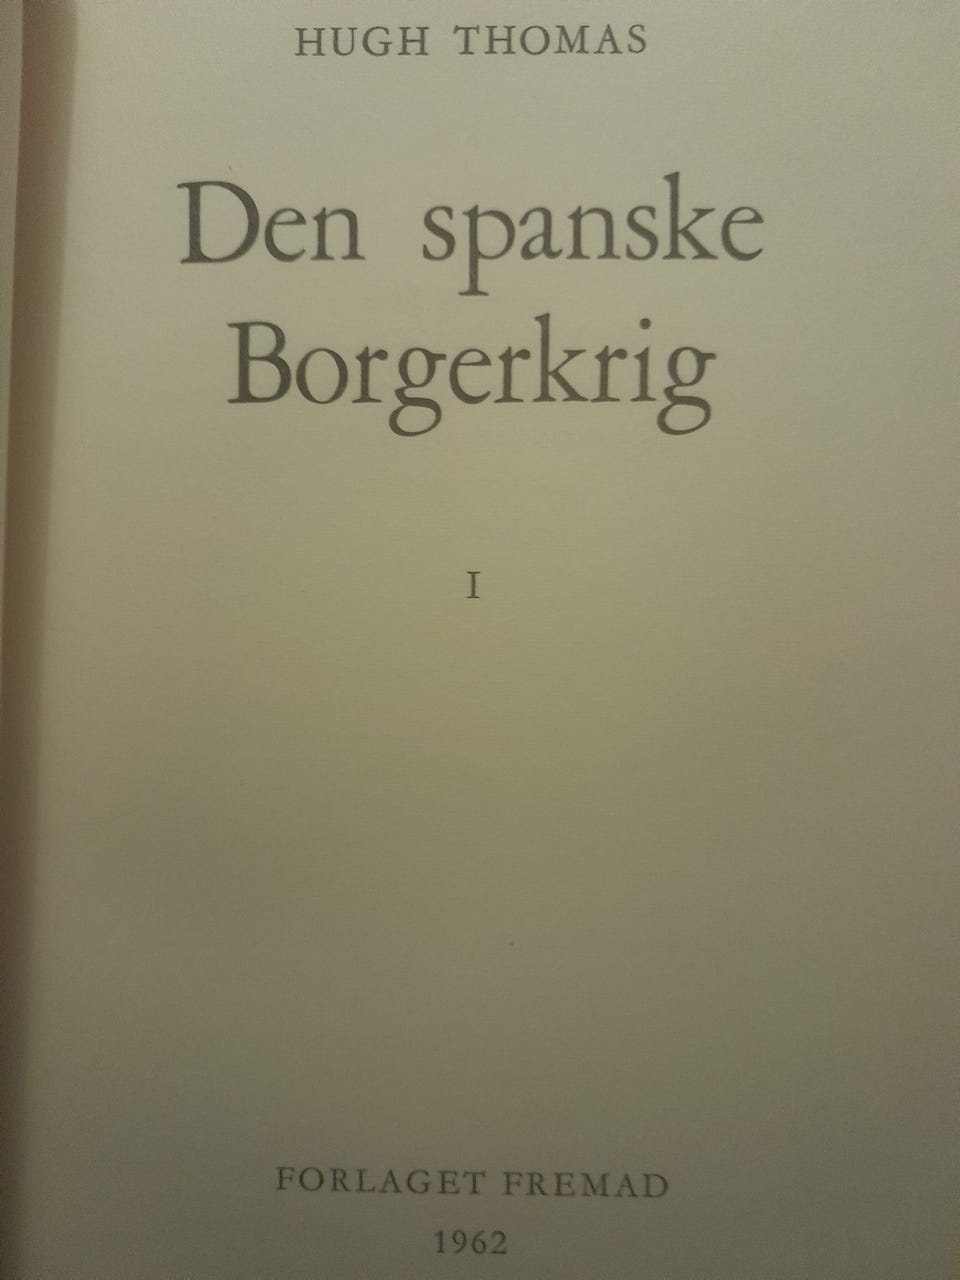 HUGH THOMAS
Den spanske
Borgerkrig
I
FORLAGET FREMAD
1962